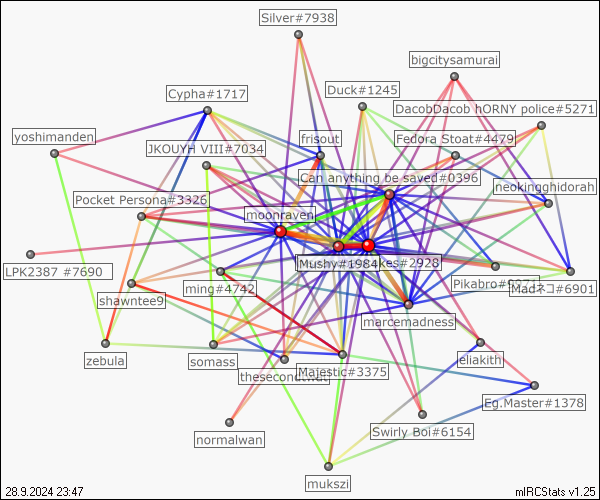 Silver#7938
bigcitysamurai
Duck#1245
Cypha#1717
DacobDacob hORNY police#5271
yoshimanden
frisout
Fedora Stoat#4479
JKOUYH VIII#7034
Can anything be saved#0396
neokingghidorah
Pocket Persona#3326
moonraven
Mushy#1984
kes#2928
LPK2387 #7690
ming#4742
Pikabro#
Madネコ#6901
shawntee9
marcemadness
zebula
somass
eliakith
Majestic#3375
Eg.Master#1378
Swirly Boi#6154
normalwan
mukszi
28.9.2024 23:47
mIRCStats v1.25